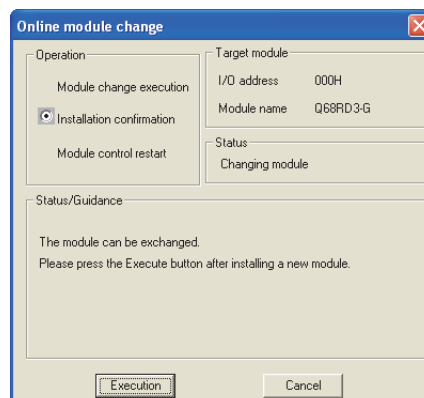 Online module change
Operation
Module change execution
Installation confirmation
Module control restart
Target module
I/O address 000H
Module name Q68RD3-G
Status
Changing module
Status/Guidance
The module can be exchanged.
Please press the Execute button after installing a new module.
Execution Cancel